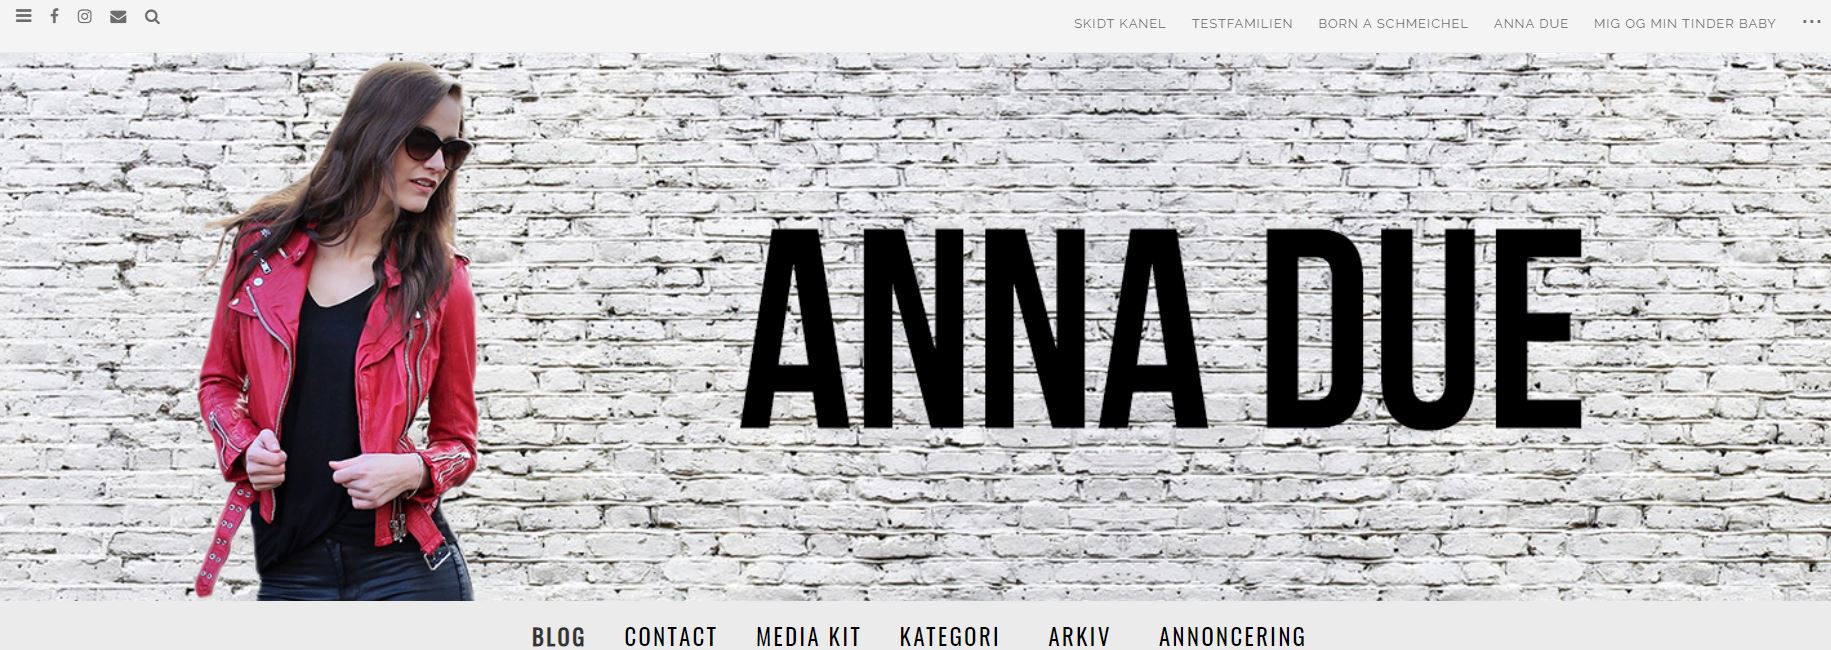 SKIDT KANEL TESTFAMILIEN BORN A SCHMEICHEL ANNA DUE MIG OG MIN TINDER BABY ...
ANNA DUE
BLOG CONTACT MEDIA KIT KATEGORI ARKIV ANNONCERING